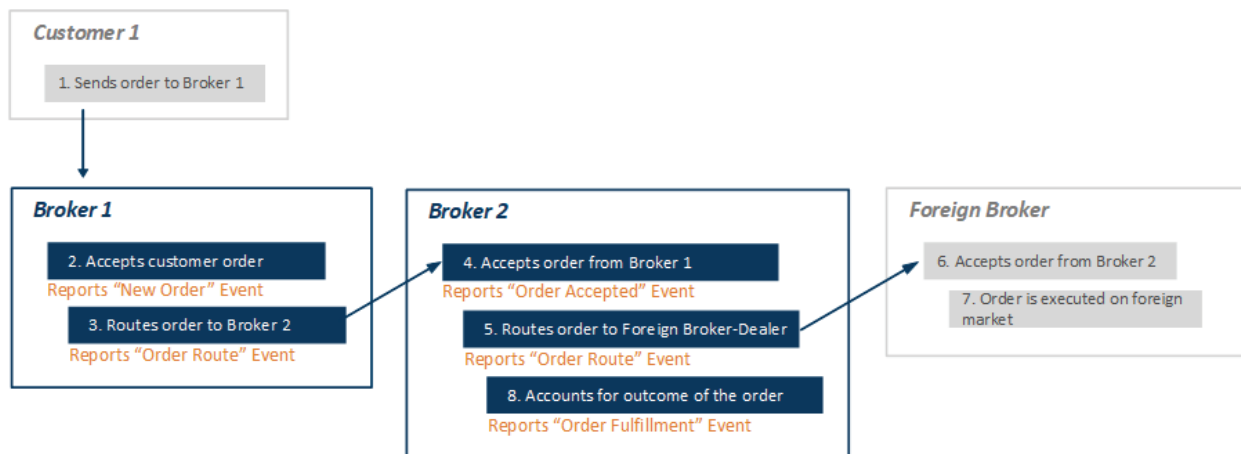 Customer 1
1. Sends order to Broker 1
Broker 1
2. Accepts customer order
Reports “New Order” Event
3. Routes order to Broker 2
Reports “Order Route” Event
Broker 2
4. Accepts order from Broker 1
Reports “Order Accepted” Event
5. Routes order to Foreign Broker-Dealer
Reports “Order Route” Event
8. Accounts for outcome of the order
Reports “Order Fulfillment” Event
Foreign Broker
6. Accepts order from Broker 2
7. Order is executed on foreign
market